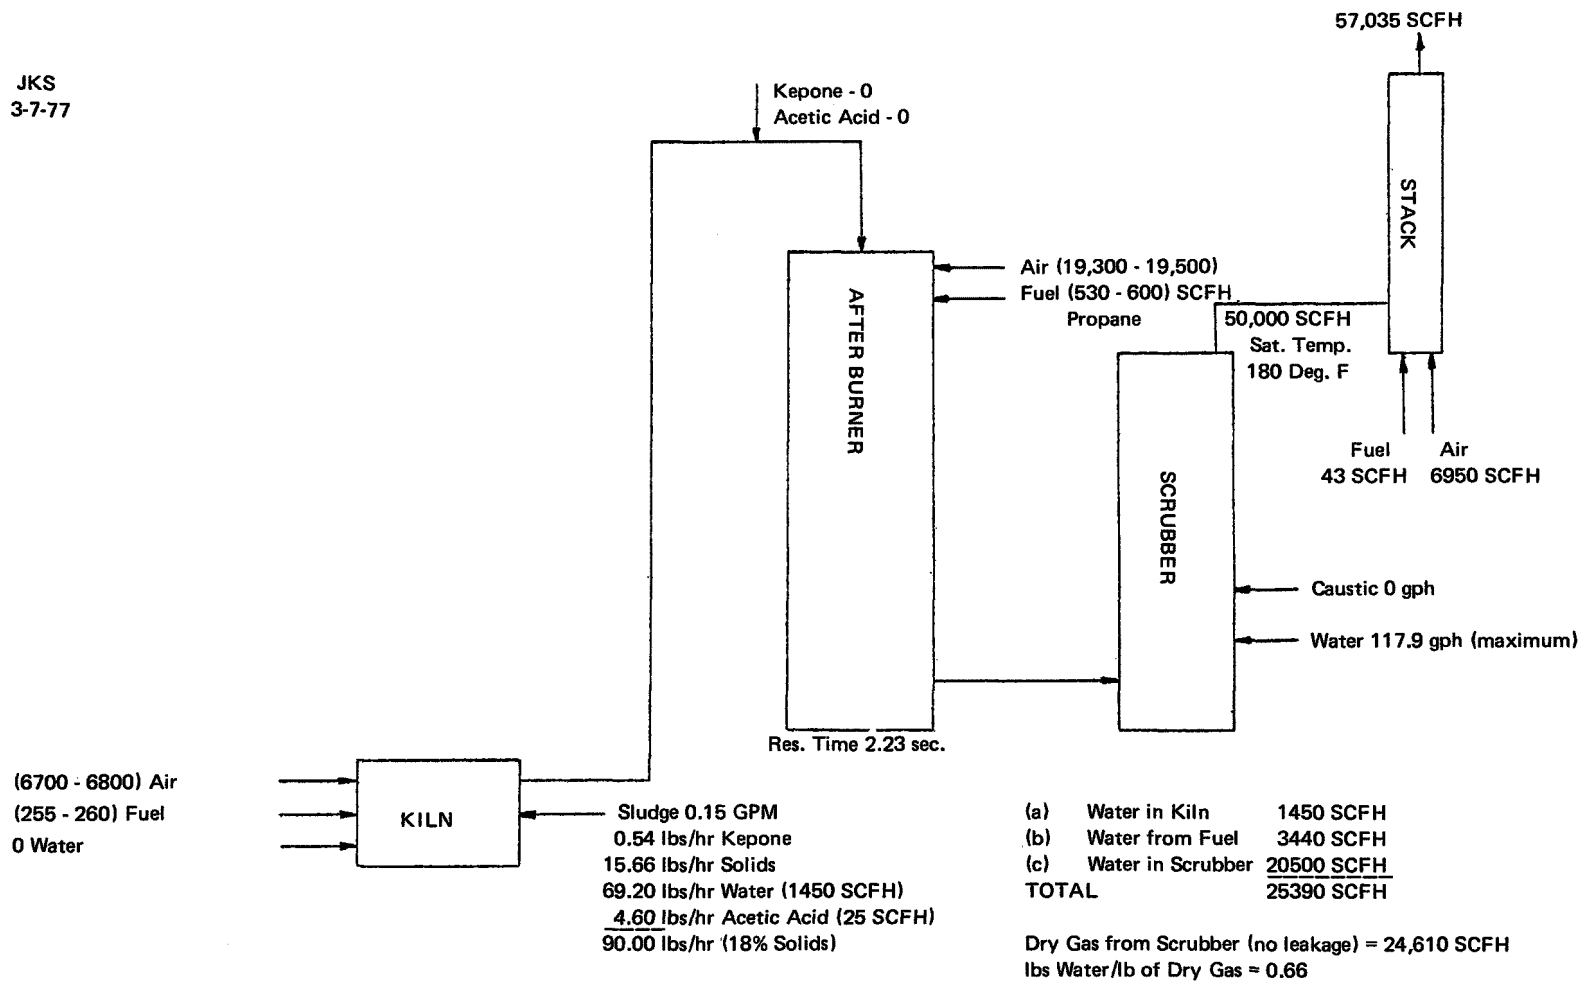 57,035 SCFH
JKS
3-7-77
Kepone - 0
Acetic Acid - 0
STACK
Air (19,300 - 19,500)
Fuel (530 - 600) SCFH
Propane
50,000 SCFH
Sat. Temp.
180 Deg. F
AFTER BURNER
Fuel Air
43 SCFH 6950 SCFH
SCRUBBER
Caustic 0 gph
Water 117.9 gph (maximum)
Res. Time 2.23 sec.
(6700 - 6800) Air
(255 - 260) Fuel
0 Water
KILN
Sludge 0.15 GPM
0.54 lbs/hr Kepone
15.66 lbs/hr Solids
69.20 lbs/hr Water (1450 SCFH)
4.60 lbs/hr Acetic Acid (25 SCFH)
90.00 lbs/hr (18% Solids)
(a) Water in Kiln 1450 SCFH
(b) Water from Fuel 3440 SCFH
(c) Water in Scrubber 20500 SCFH
TOTAL 25390 SCFH
Dry Gas from Scrubber (no leakage) = 24,610 SCFH
lbs Water/lb of Dry Gas = 0.66